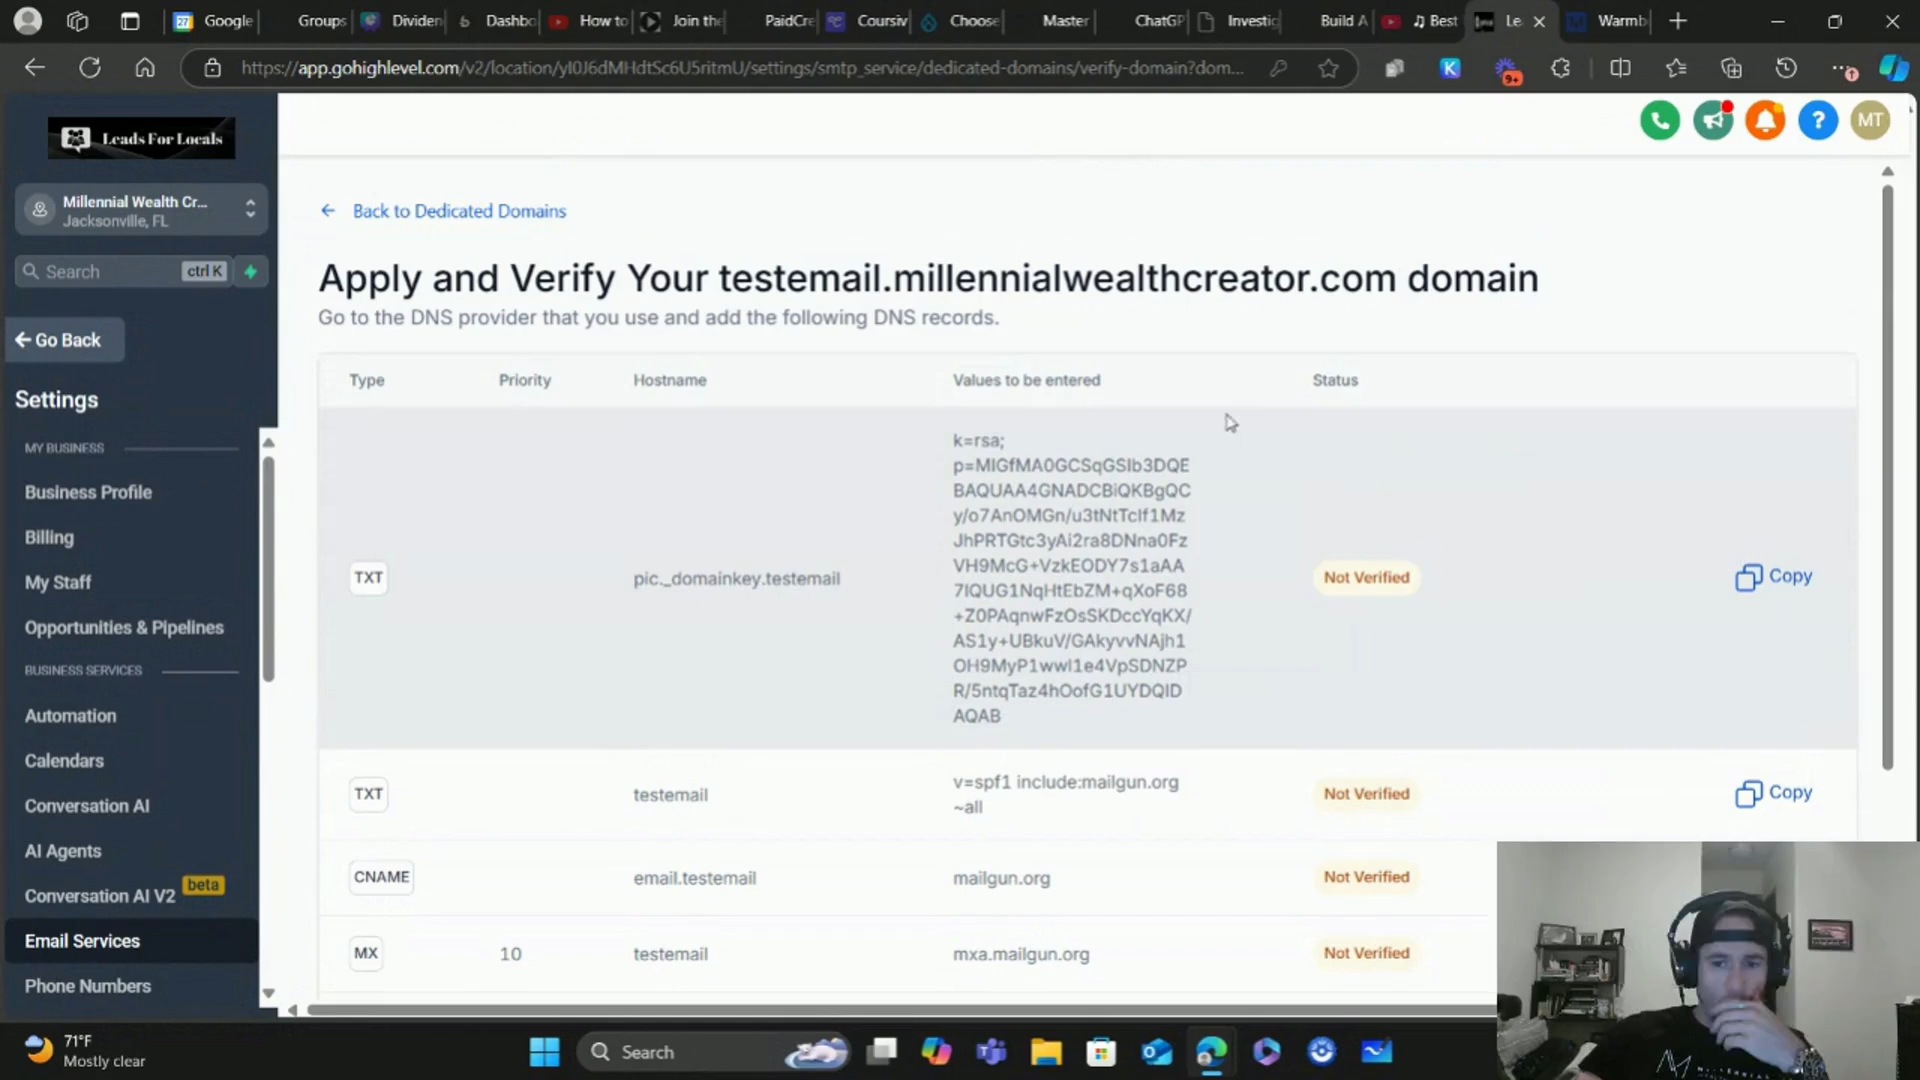 Google
Groups
Dividen
Dashbo
How to
Join the
PaidCre
Coursiv
Choose
Master
ChatGP
Investig
Build A
Best
Le
Warmb
https://app.gohighlevel.com/v2/location/yI0J6dMHdtSc6U5ritmU/settings/smtp_service/dedicated-domains/verify-domain?dom...
9+
Leads For Locals
MT
Millennial Wealth Cr...
Jacksonville, FL
Search
ctrl K
Go Back
Settings
MY BUSINESS
Business Profile
Billing
My Staff
Opportunities & Pipelines
BUSINESS SERVICES
Automation
Calendars
Conversation AI
AI Agents
Conversation AI V2
beta
Email Services
Phone Numbers
Back to Dedicated Domains
Apply and Verify Your testemail.millennialwealthcreator.com domain
Go to the DNS provider that you use and add the following DNS records.
Type
Priority
Hostname
Values to be entered
Status
TXT
pic._domainkey.testemail
k=rsa;
p=MIGfMA0GCSqGSIb3DQE
BAQUAA4GNADCBiQKBgQC
y/o7AnOMGn/u3tNtTcIf1Mz
JhPRTGtc3yAi2ra8DNna0Fz
VH9McG+VzkEODY7s1aAA
7IQUG1NqHtEbZM+qXoF68
+Z0PAqnwFzOsSKDccYqKX/
AS1y+UBkuV/GAkyvvNAjh1
OH9MyP1wwI1e4VpSDNZP
R/5ntqTaz4hOofG1UYDQID
AQAB
Not Verified
Copy
TXT
testemail
v=spf1 include:mailgun.org
~all
Not Verified
Copy
CNAME
email.testemail
mailgun.org
Not Verified
MX
10
testemail
mxa.mailgun.org
Not Verified
71°F
Mostly clear
Search